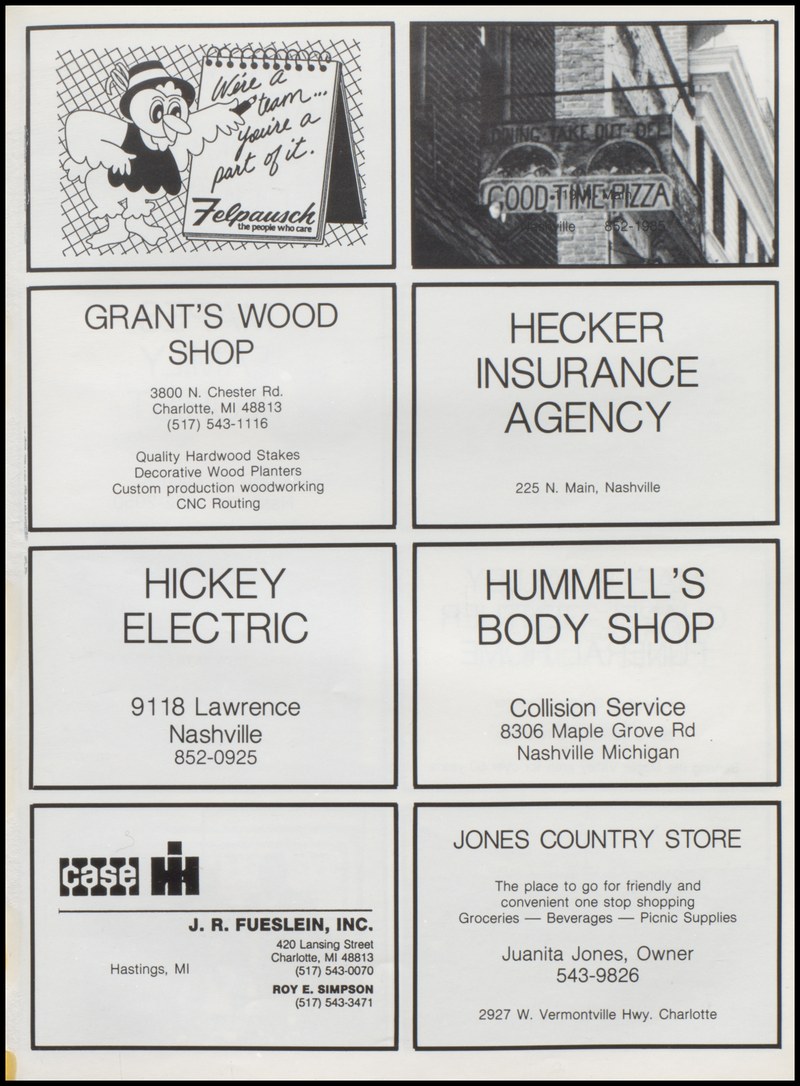 We're a
team...
you're a
part of it.
Felpausch
the people who care
DINING TAKE OUT DEL
GOOD-TIME PIZZA
852-19
GRANT'S WOOD
SHOP
3800 N. Chester Rd.
Charlotte, MI 48813
(517) 543-1116
Quality Hardwood Stakes
Decorative Wood Planters
Custom production woodworking
CNC Routing
HECKER
INSURANCE
AGENCY
225 N. Main, Nashville
HICKEY
ELECTRIC
9118 Lawrence
Nashville
852-0925
HUMMELL'S
BODY SHOP
Collision Service
8306 Maple Grove Rd
Nashville Michigan
case IH
J. R. FUESLEIN, INC.
420 Lansing Street
Charlotte, MI 48813
Hastings, MI
(517) 543-0070
ROY E. SIMPSON
(517) 543-3471
JONES COUNTRY STORE
The place to go for friendly and
convenient one stop shopping
Groceries — Beverages — Picnic Supplies
Juanita Jones, Owner
543-9826
2927 W. Vermontville Hwy. Charlotte